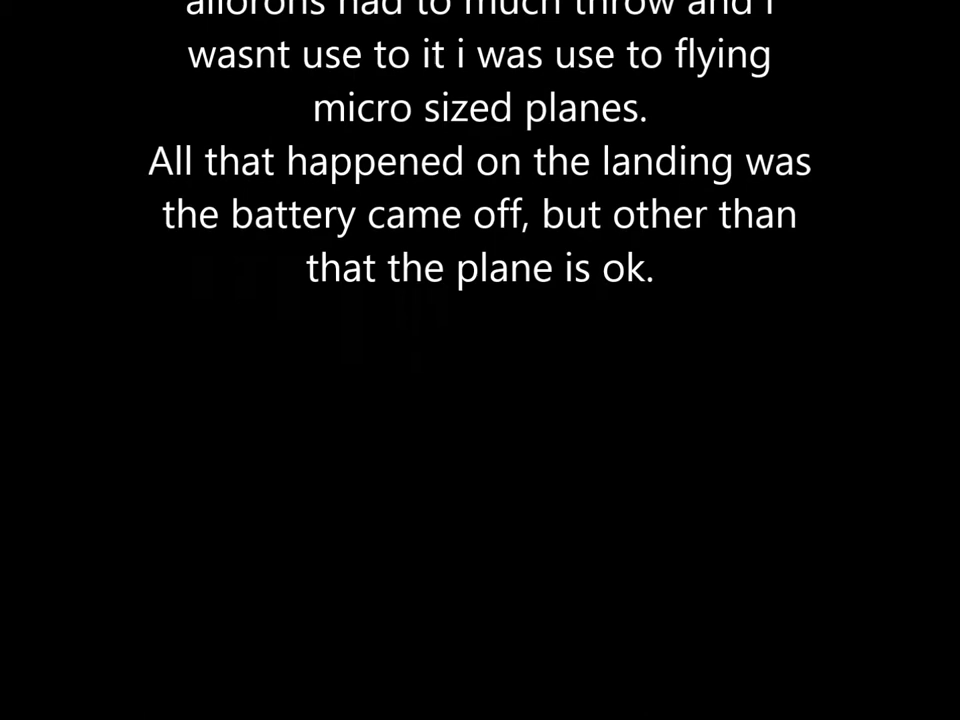 ailorons had to much throw and i
wasnt use to it i was use to flying
micro sized planes.
All that happened on the landing was
the battery came off, but other than
that the plane is ok.